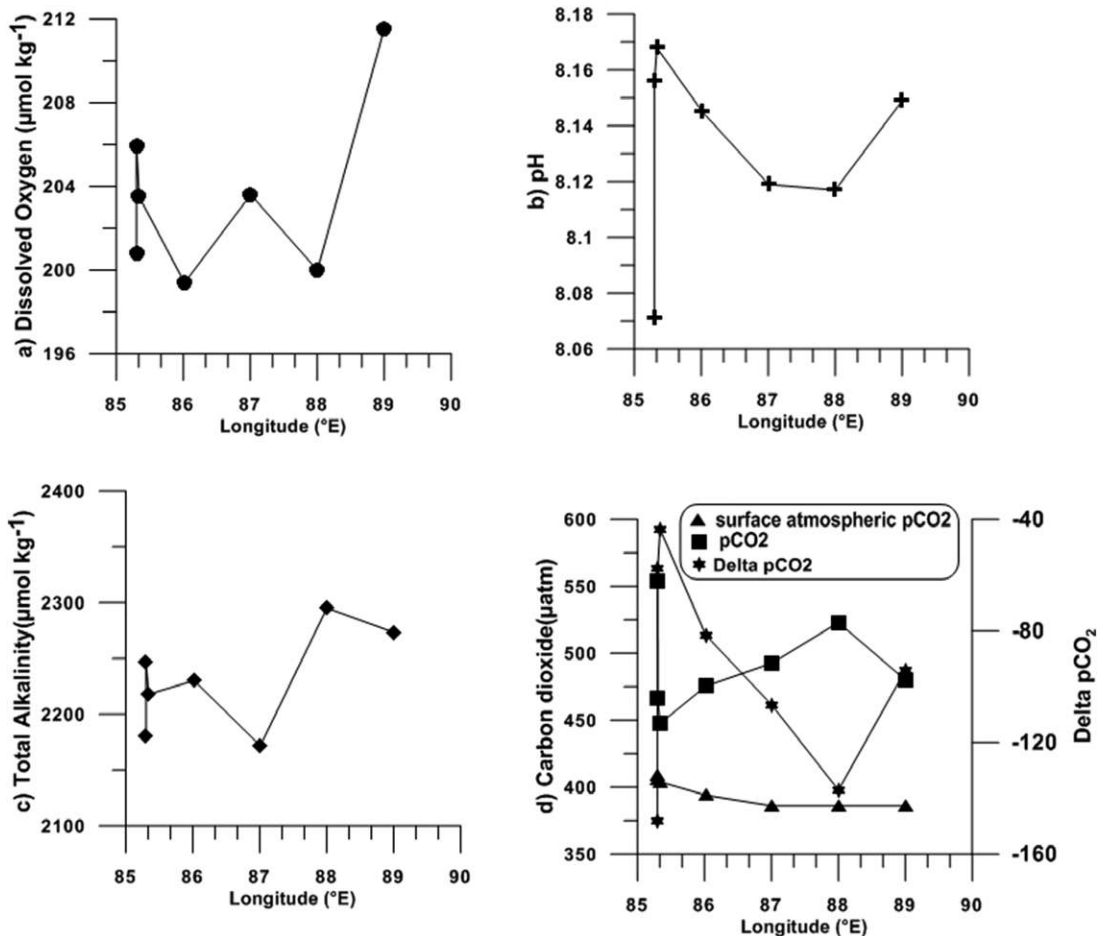 a) Dissolved Oxygen (µmol kg⁻¹)
212
208
204
200
196
85 86 87 88 89 90
Longitude (°E)
b) pH
8.18
8.16
8.14
8.12
8.1
8.08
8.06
85 86 87 88 89 90
Longitude (°E)
c) Total Alkalinity(µmol kg⁻¹)
2400
2300
2200
2100
85 86 87 88 89 90
Longitude (°E)
d) Carbon dioxide(µatm)
600
550
500
450
400
350
surface atmospheric pCO2
pCO2
Delta pCO2
-40
-80
-120
-160
Delta pCO₂
85 86 87 88 89 90
Longitude (°E)